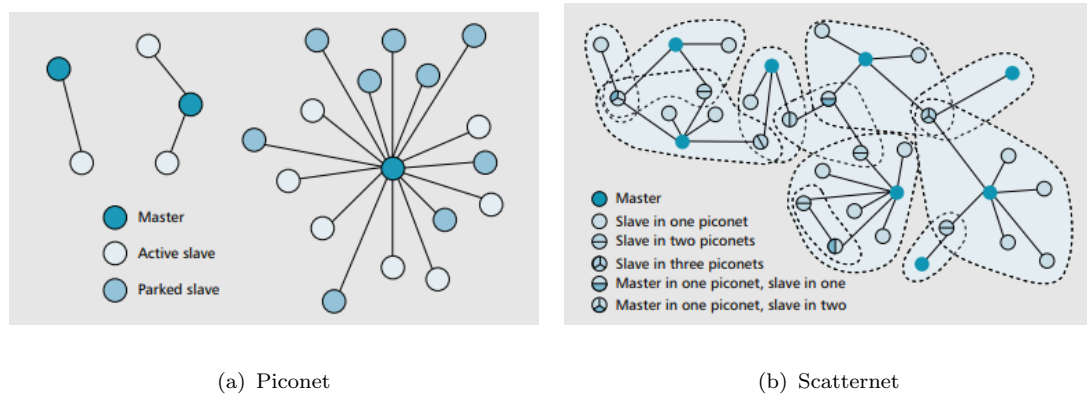 Master
Active slave
Parked slave
Master
Slave in one piconet
Slave in two piconets
Slave in three piconets
Master in one piconet, slave in one
Master in one piconet, slave in two
(a) Piconet
(b) Scatternet